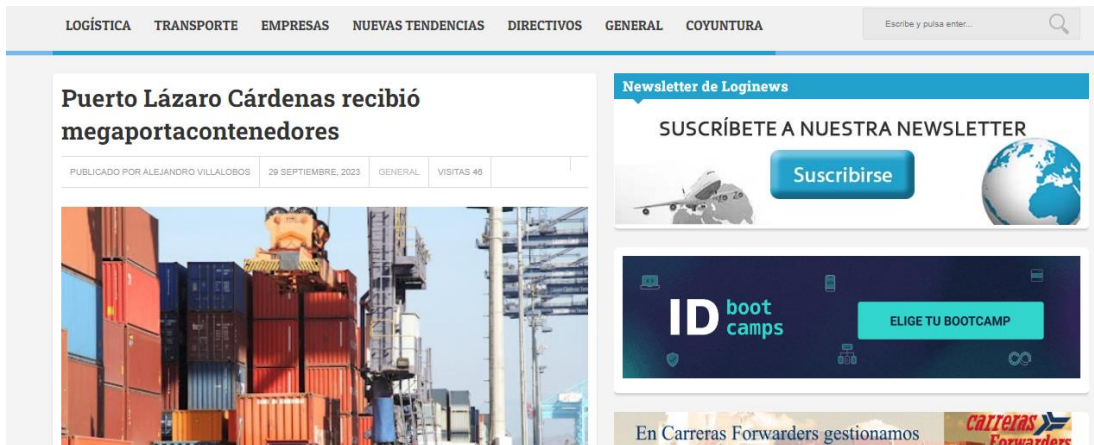 LOGÍSTICA TRANSPORTE EMPRESAS NUEVAS TENDENCIAS DIRECTIVOS GENERAL COYUNTURA
Escribe y pulsa enter...
Puerto Lázaro Cárdenas recibió
megaportacontenedores
PUBLICADO POR ALEJANDRO VILLALOBOS 29 SEPTIEMBRE, 2023 GENERAL VISITAS 46
Newsletter de Loginews
SUSCRÍBETE A NUESTRA NEWSLETTER
Suscribirse
ID boot
camps
ELIGE TU BOOTCAMP
En Carreras Forwarders gestionamos
carreras
Forwarders